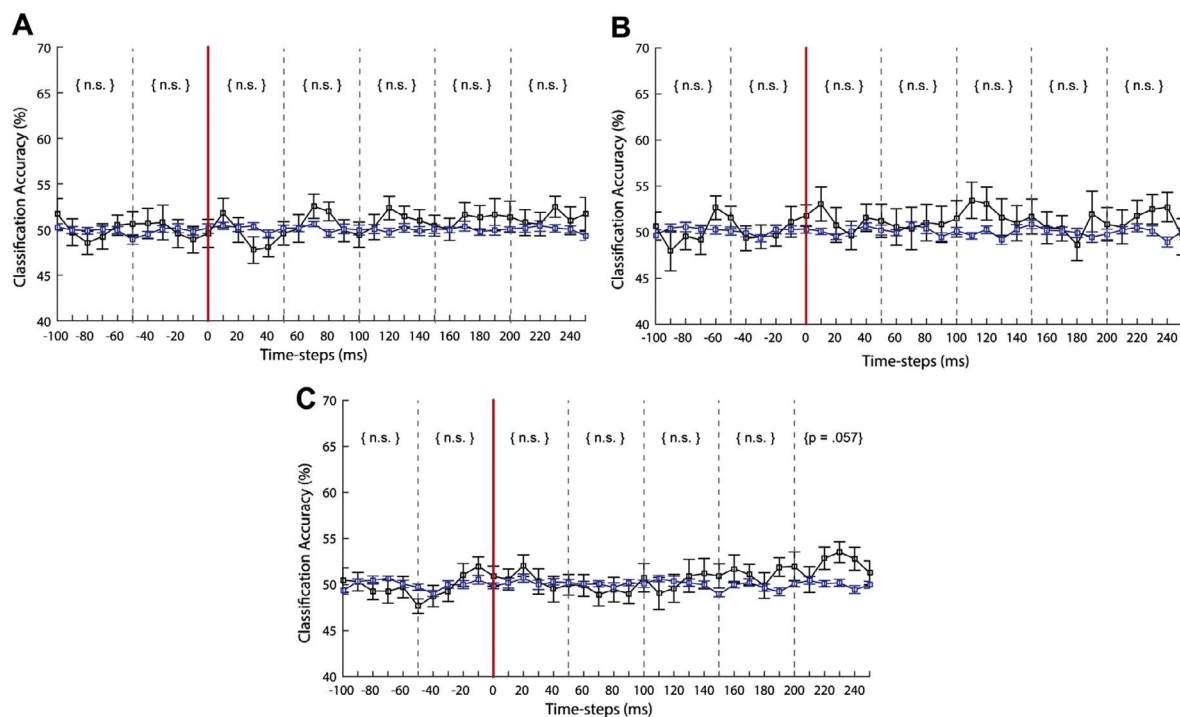 A
Classification Accuracy (%)
70
65
60
55
50
45
40
{ n.s. } { n.s. } { n.s. } { n.s. } { n.s. } { n.s. } { n.s. }
-100 -80 -60 -40 -20 0 20 40 60 80 100 120 140 160 180 200 220 240
Time-steps (ms)
B
Classification Accuracy (%)
70
65
60
55
50
45
40
{ n.s. } { n.s. } { n.s. } { n.s. } { n.s. } { n.s. } { n.s. }
-100 -80 -60 -40 -20 0 20 40 60 80 100 120 140 160 180 200 220 240
Time-steps (ms)
C
Classification Accuracy (%)
70
65
60
55
50
45
40
{ n.s. } { n.s. } { n.s. } { n.s. } { n.s. } { n.s. } {p = .057}
-100 -80 -60 -40 -20 0 20 40 60 80 100 120 140 160 180 200 220 240
Time-steps (ms)